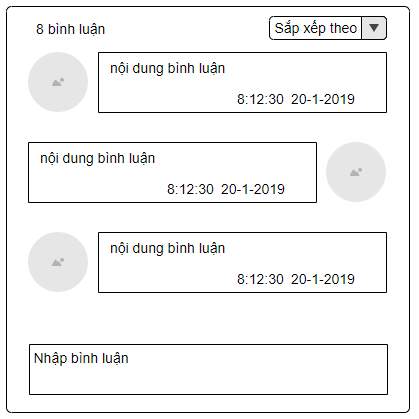 8 bình luận
Sắp xếp theo
nội dung bình luận
8:12:30 20-1-2019
nội dung bình luận
8:12:30 20-1-2019
nội dung bình luận
8:12:30 20-1-2019
Nhập bình luận